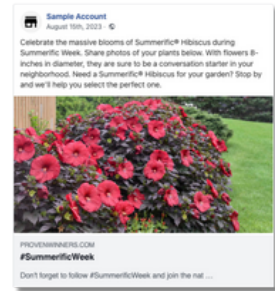 Sample Account
August 15th, 2023 ·
Celebrate the massive blooms of Summerific® Hibiscus during
Summerific Week. Share photos of your plants below. With flowers 8-
inches in diameter, they are sure to be a conversation starter in your
neighborhood. Need a Summerific® Hibiscus for your garden? Stop by
and we'll help you select the perfect one.
PROVENWINNERS.COM
#SummerificWeek
Don't forget to follow #SummerificWeek and join the nat ...